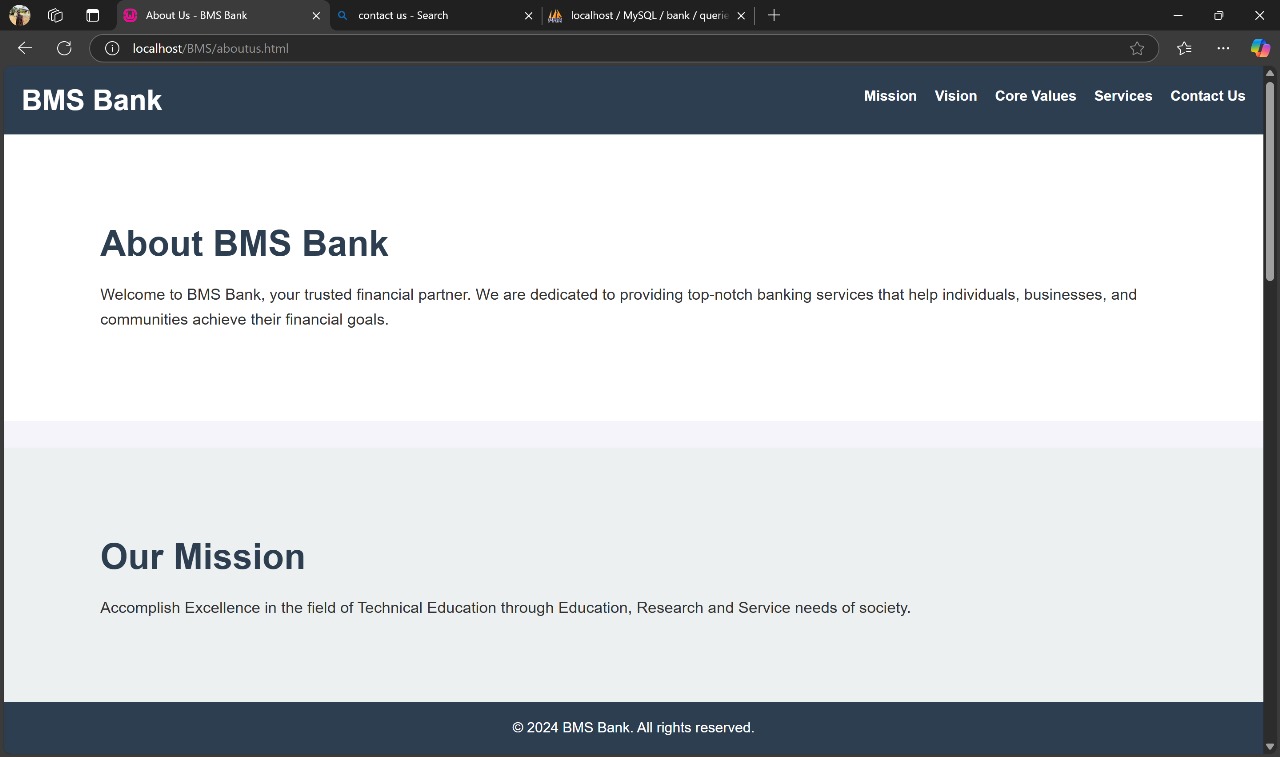 About Us - BMS Bank
contact us - Search
localhost / MySQL / bank / querie
localhost/BMS/aboutus.html
BMS Bank
Mission Vision Core Values Services Contact Us
About BMS Bank
Welcome to BMS Bank, your trusted financial partner. We are dedicated to providing top-notch banking services that help individuals, businesses, and
communities achieve their financial goals.
Our Mission
Accomplish Excellence in the field of Technical Education through Education, Research and Service needs of society.
© 2024 BMS Bank. All rights reserved.